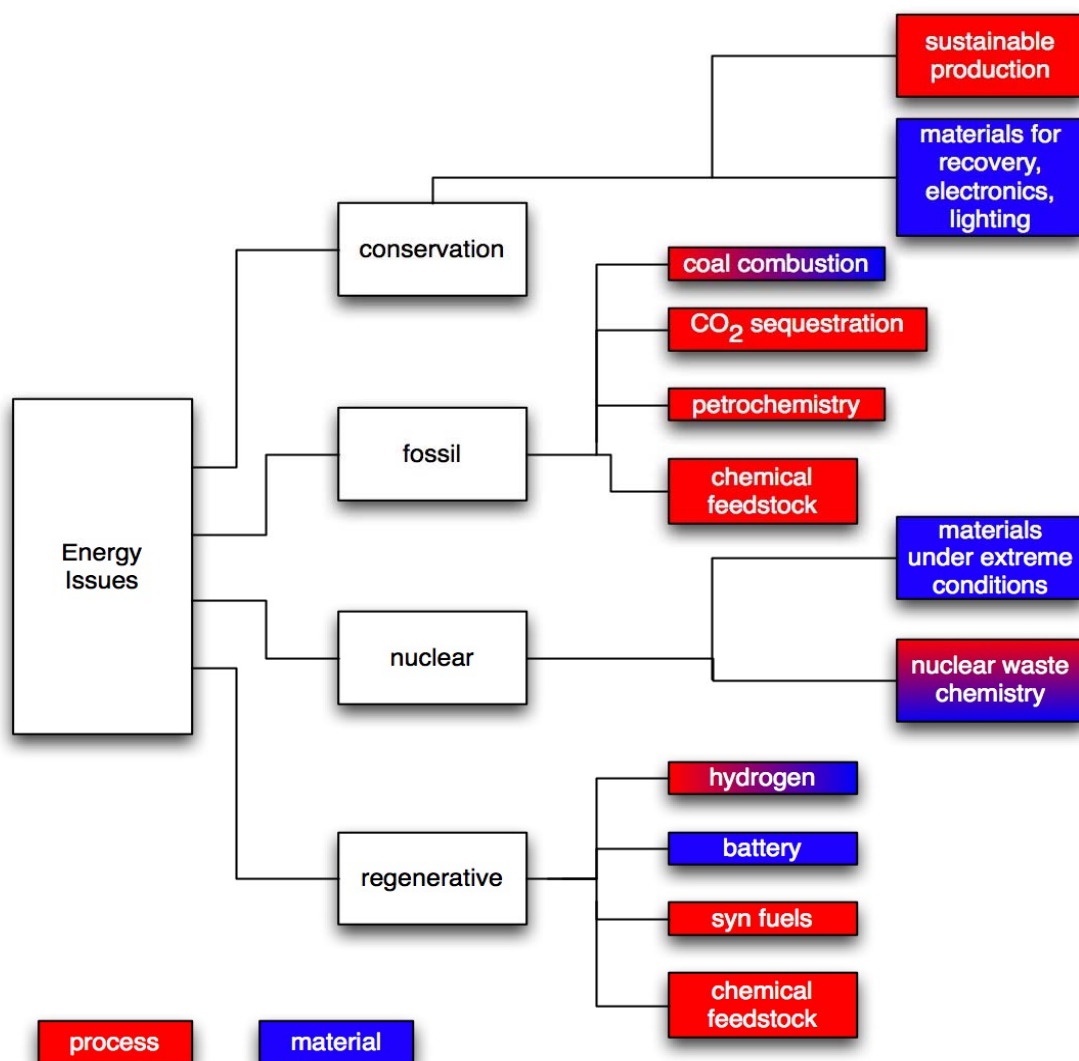 sustainable
production
materials for
recovery,
electronics,
lighting
conservation
coal combustion
CO2 sequestration
petrochemistry
fossil
chemical
feedstock
Energy
Issues
materials
under extreme
conditions
nuclear
nuclear waste
chemistry
hydrogen
battery
regenerative
syn fuels
chemical
feedstock
process
material